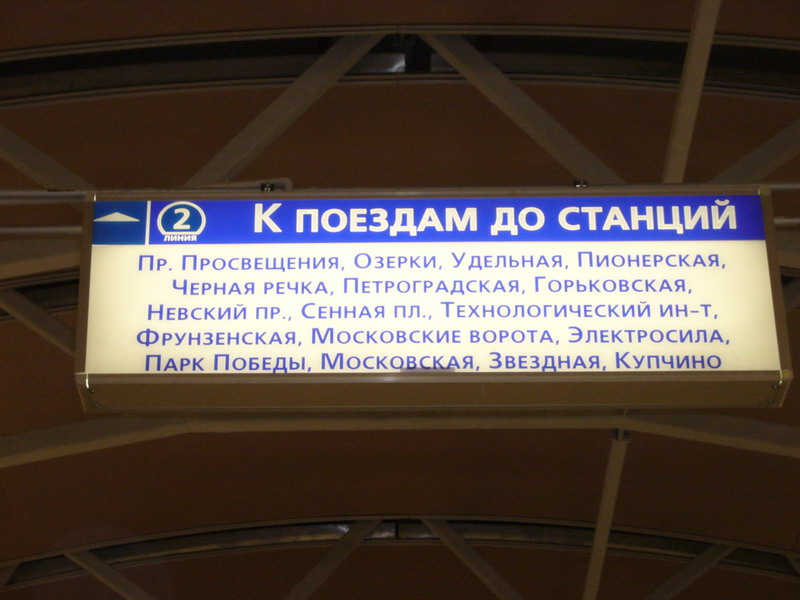 2 ЛИНИЯ К ПОЕЗДАМ ДО СТАНЦИЙ
ПР. ПРОСВЕЩЕНИЯ, ОЗЕРКИ, УДЕЛЬНАЯ, ПИОНЕРСКАЯ,
ЧЕРНАЯ РЕЧКА, ПЕТРОГРАДСКАЯ, ГОРЬКОВСКАЯ,
НЕВСКИЙ ПР., СЕННАЯ ПЛ., ТЕХНОЛОГИЧЕСКИЙ ИН-Т,
ФРУНЗЕНСКАЯ, МОСКОВСКИЕ ВОРОТА, ЭЛЕКТРОСИЛА,
ПАРК ПОБЕДЫ, МОСКОВСКАЯ, ЗВЕЗДНАЯ, КУПЧИНО